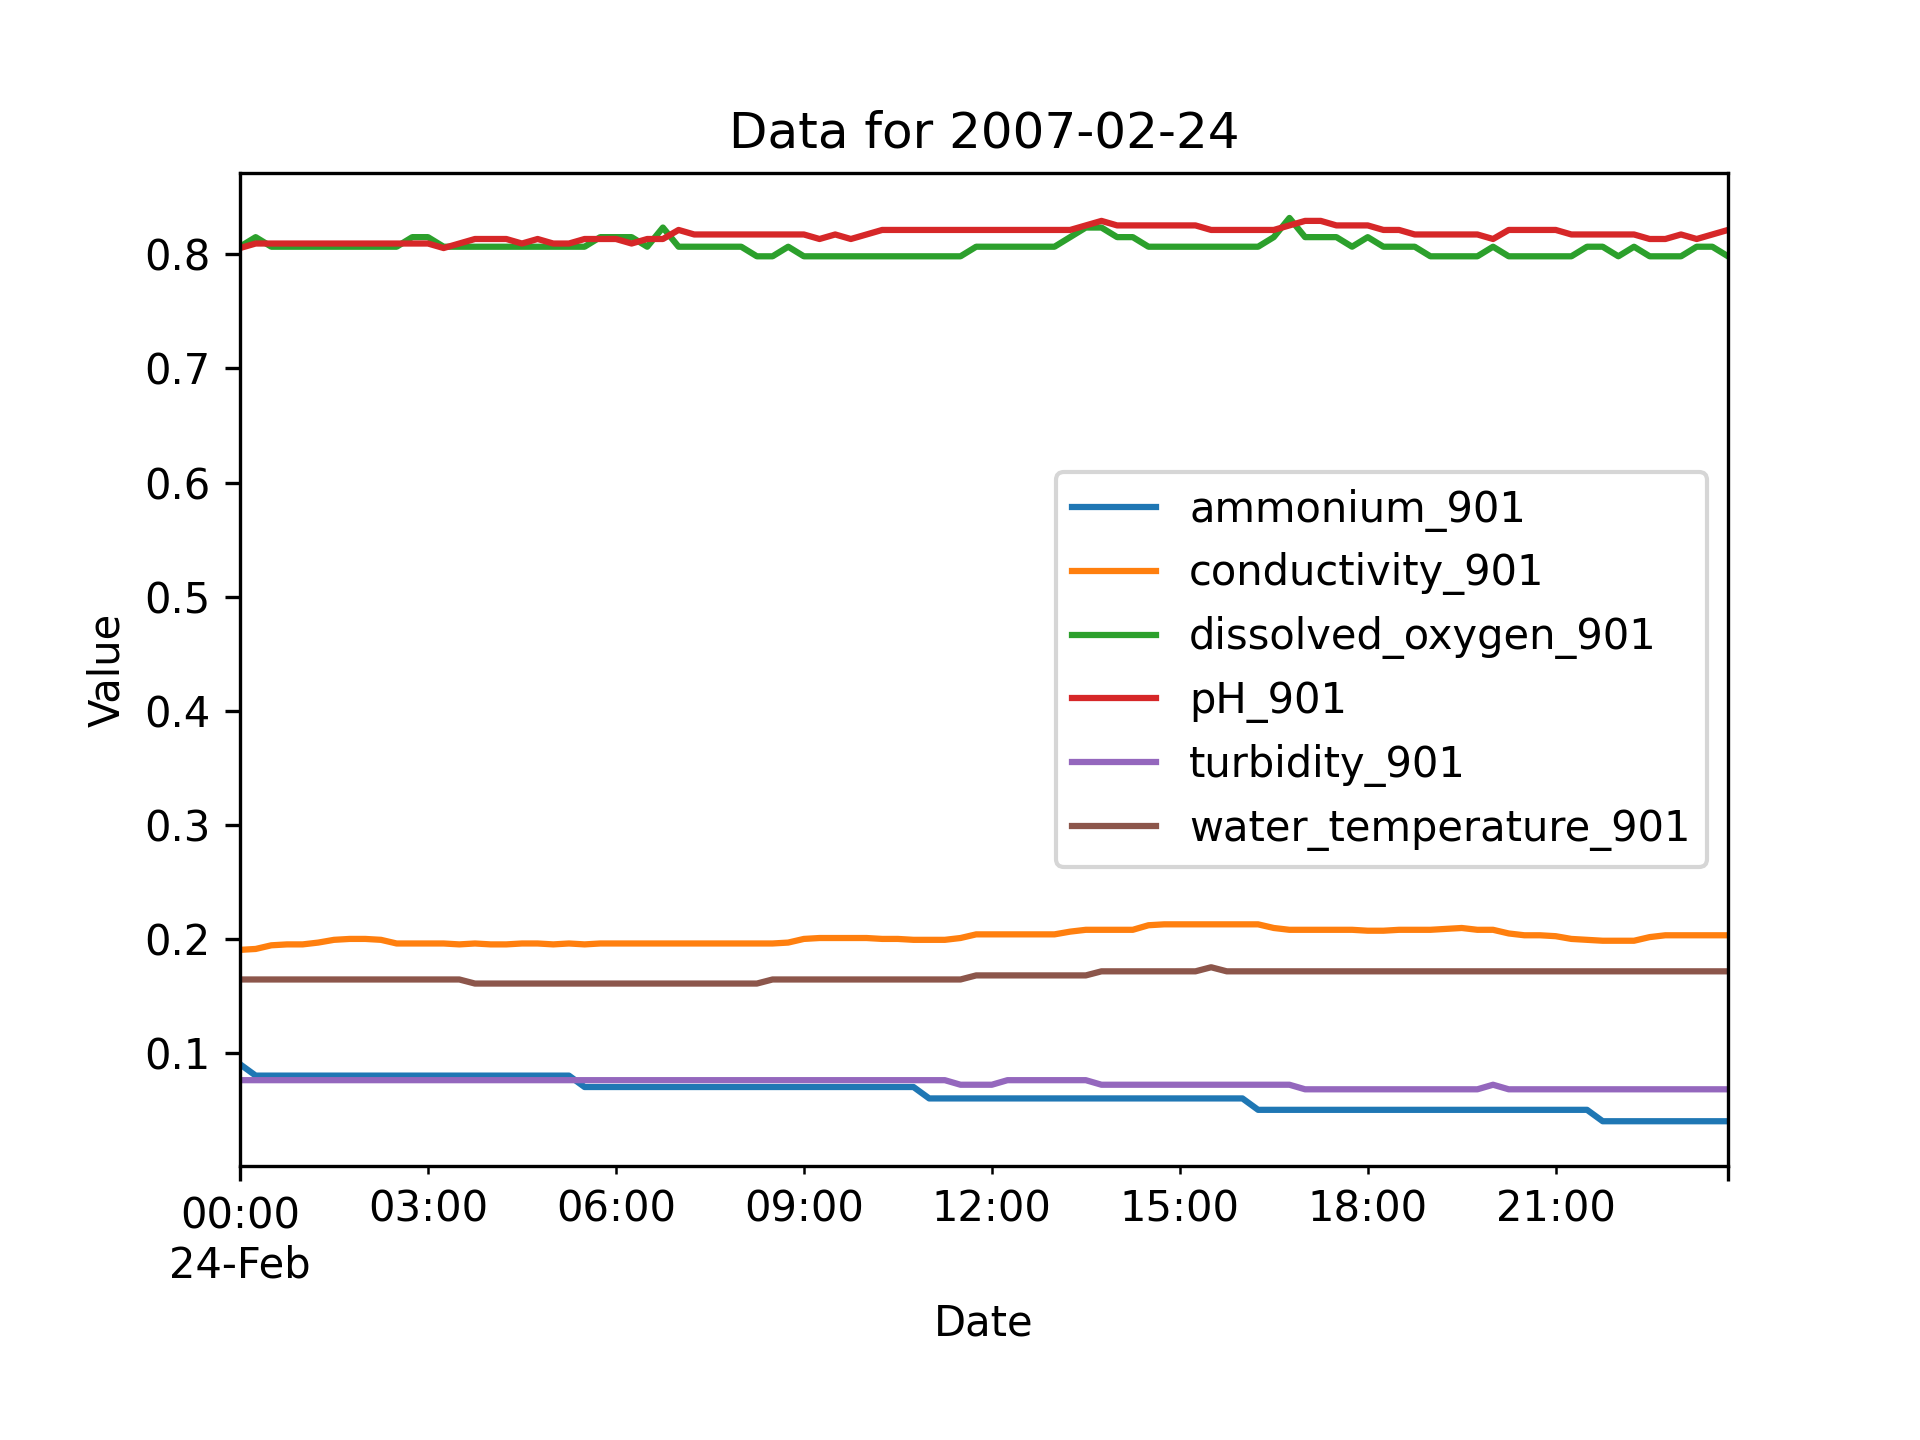 Data for 2007-02-24
Value
0.8
0.7
0.6
0.5
0.4
0.3
0.2
0.1
ammonium_901
conductivity_901
dissolved_oxygen_901
pH_901
turbidity_901
water_temperature_901
00:00 03:00 06:00 09:00 12:00 15:00 18:00 21:00
24-Feb
Date